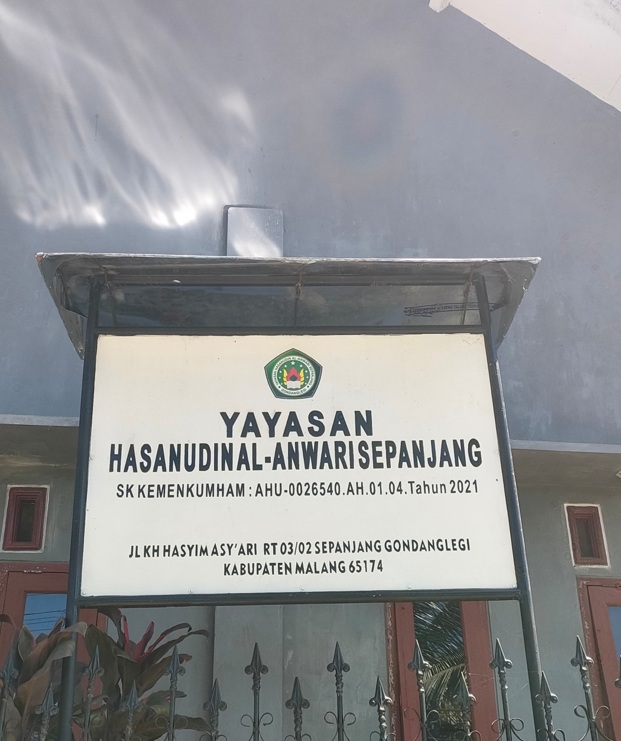 YAYASAN
HASANUDIN AL-ANWARI SEPANJANG
SK KEMENKUMHAM : AHU-0026540.AH.01.04.Tahun 2021
JL KH HASYIM ASY'ARI RT 03/02 SEPANJANG GONDANGLEGI
KABUPATEN MALANG 65174